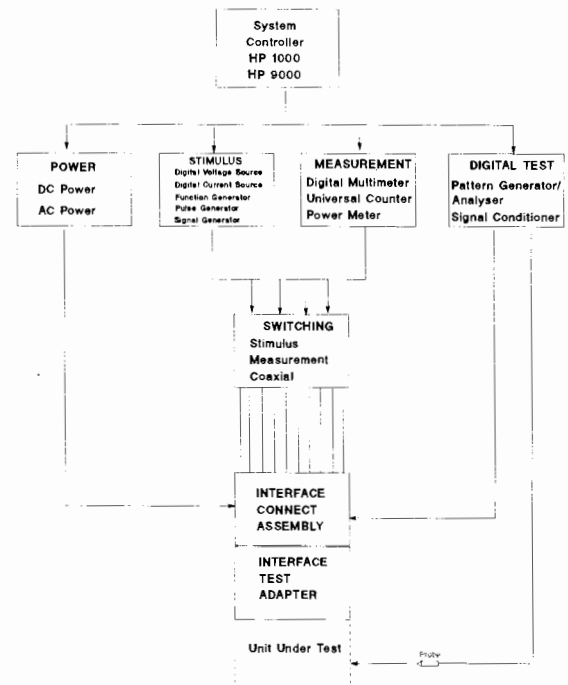 System
Controller
HP 1000
HP 9000
POWER
DC Power
AC Power
STIMULUS
Digital Voltage Source
Digital Current Source
Function Generator
Pulse Generator
Signal Generator
MEASUREMENT
Digital Multimeter
Universal Counter
Power Meter
DIGITAL TEST
Pattern Generator/
Analyser
Signal Conditioner
SWITCHING
Stimulus
Measurement
Coaxial
INTERFACE
CONNECT
ASSEMBLY
INTERFACE
TEST
ADAPTER
Unit Under Test
Probe